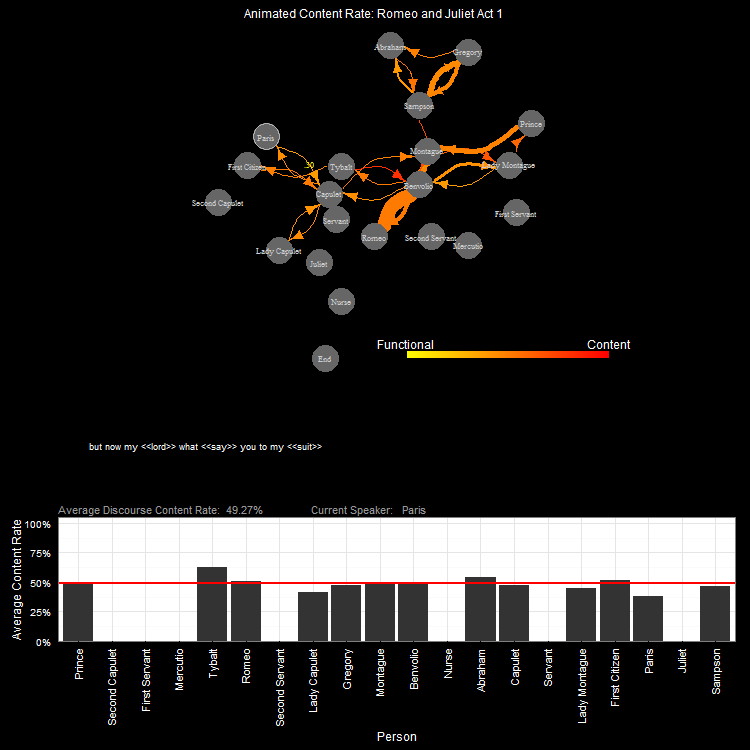 Animated Content Rate: Romeo and Juliet Act 1
Abraham
Gregory
Sampson
Prince
Paris
Montague
First Citizen
.30
Tybalt
Lady Montague
Benvolio
Capulet
Second Capulet
First Servant
Servant
Romeo
Second Servant
Mercutio
Lady Capulet
Juliet
Nurse
Functional
Content
End
but now my <<lord>> what <<say>> you to my <<suit>>
Average Discourse Content Rate: 49.27%
Current Speaker: Paris
Average Content Rate
100%
75%
50%
25%
0%
Prince
Second Capulet
First Servant
Mercutio
Tybalt
Romeo
Second Servant
Lady Capulet
Gregory
Montague
Benvolio
Nurse
Abraham
Capulet
Servant
Lady Montague
First Citizen
Paris
Juliet
Sampson
Person